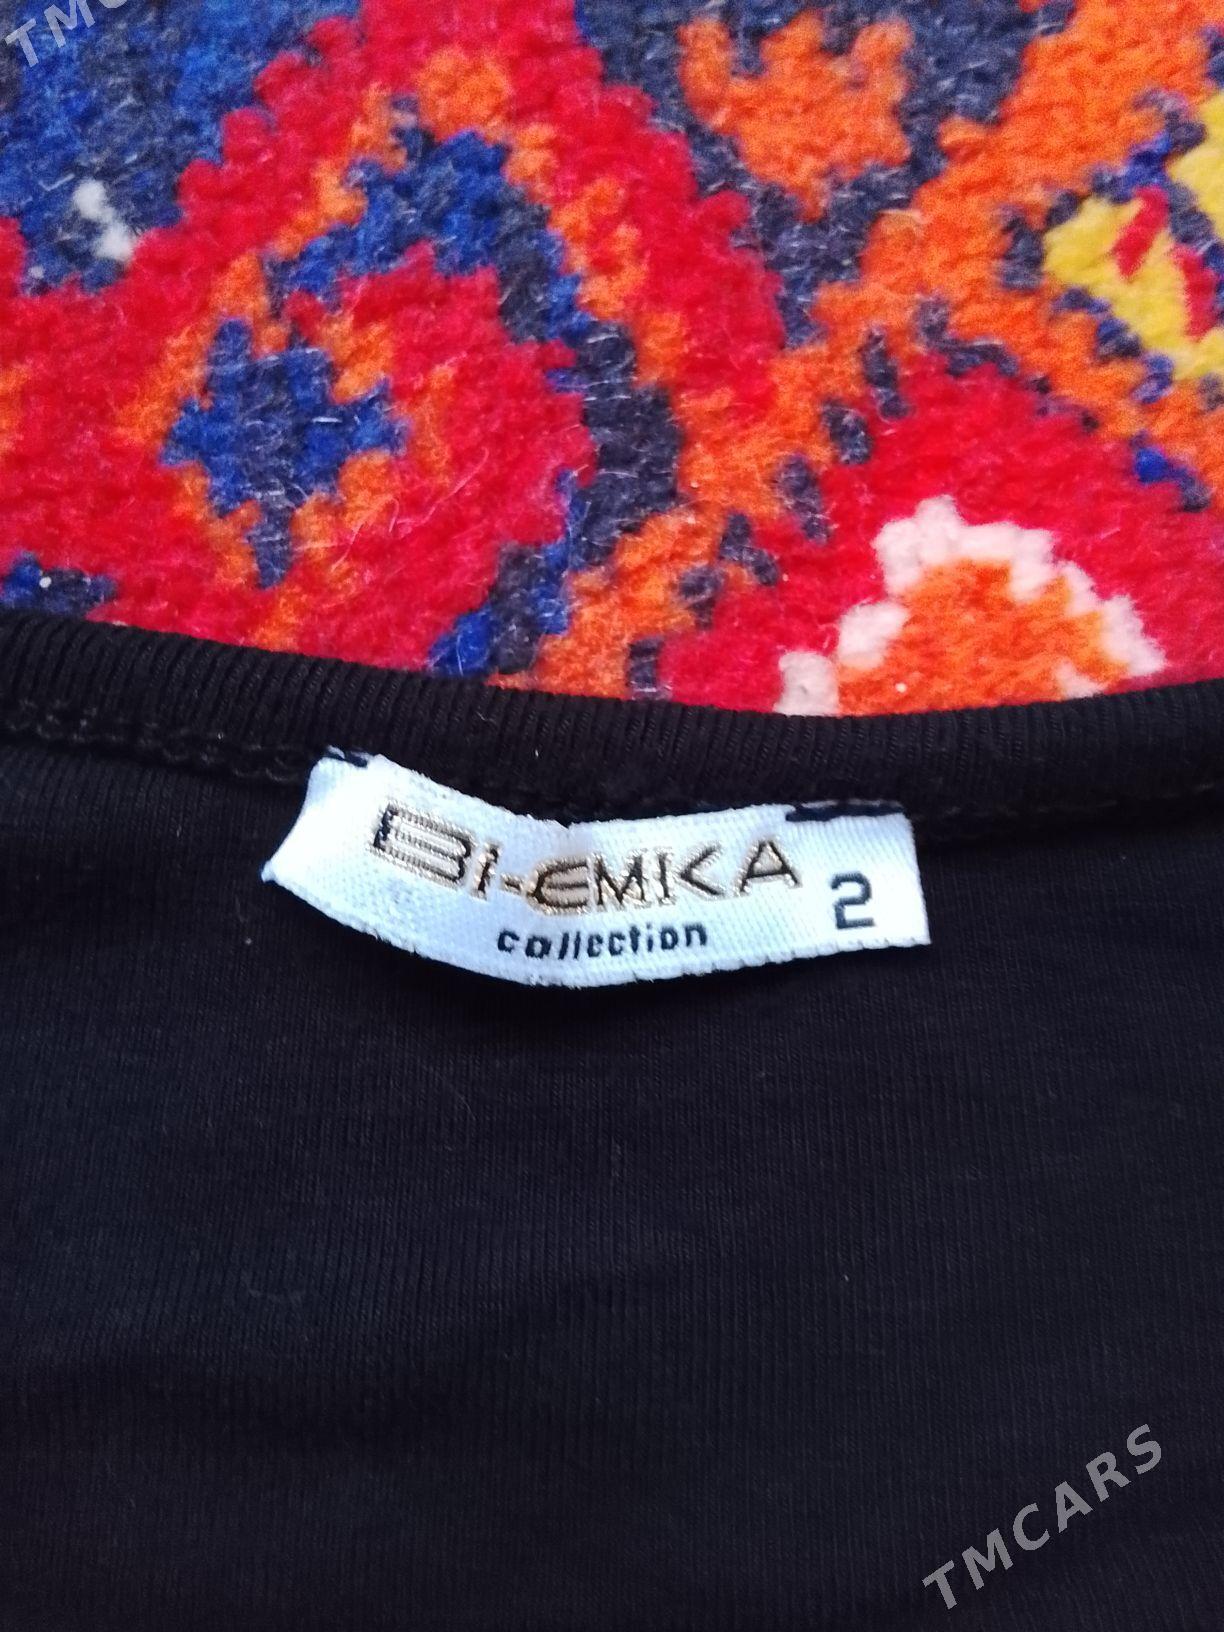 TMC
Bi-EMKA
collection
2
TMCARS